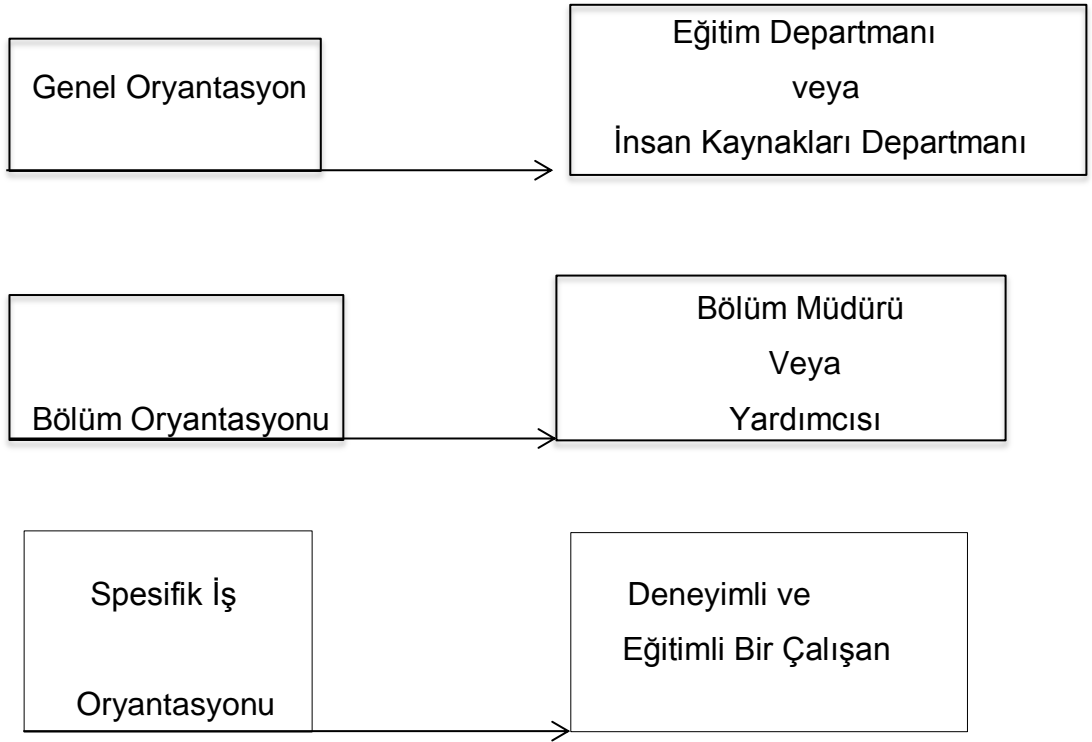 Genel Oryantasyon
Eğitim Departmanı
veya
İnsan Kaynakları Departmanı
Bölüm Oryantasyonu
Bölüm Müdürü
Veya
Yardımcısı
Spesifik İş
Oryantasyonu
Deneyimli ve
Eğitimli Bir Çalışan